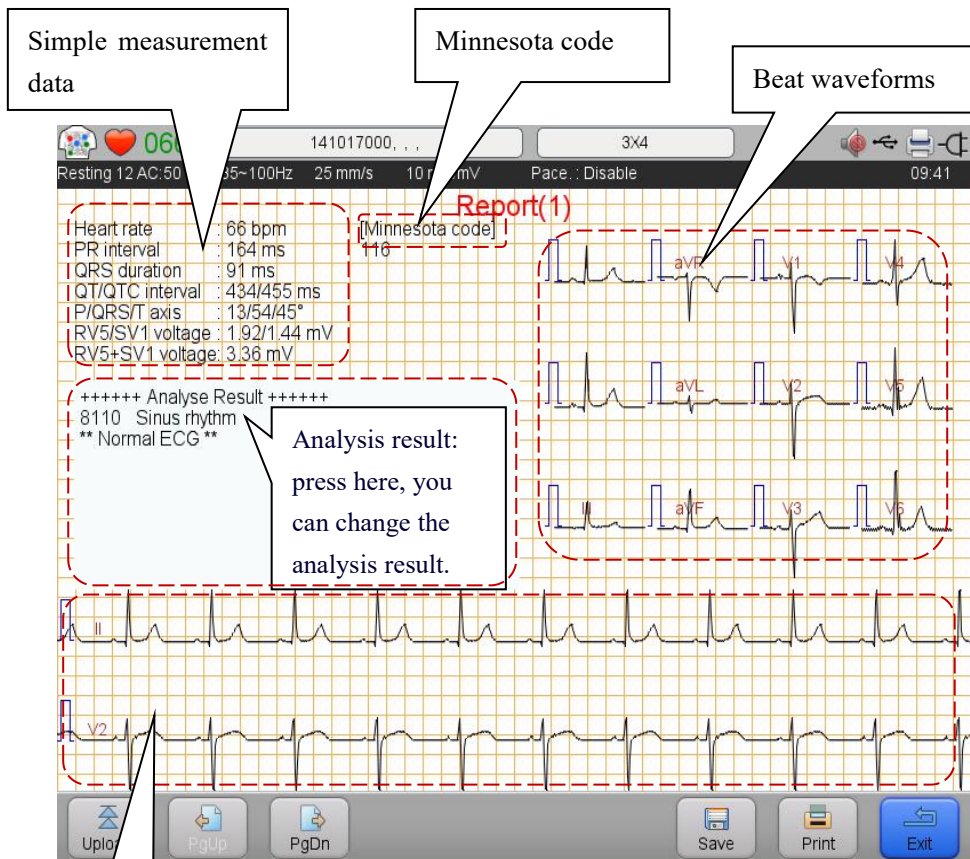 Simple measurement
data
Minnesota code
Beat waveforms
141017000, , ,
3X4
Resting 12 AC:50
35~100Hz
25 mm/s
Pace.: Disable
09:41
Report(1)
Heart rate : 66 bpm
PR interval : 164 ms
QRS duration : 91 ms
QT/QTC interval : 434/455 ms
P/QRS/T axis : 13/54/45°
RV5/SV1 voltage : 1.92/1.44 mV
RV5+SV1 voltage: 3.36 mV
[Minnesota code]
116
aVR
V1
V4
aVL
V2
V5
III
aVF
V3
V6
++++++ Analyse Result ++++++
8110 Sinus rhythm
** Normal ECG **
Analysis result:
press here, you
can change the
analysis result.
II
V2
PgUp
PgDn
Save
Print
Exit